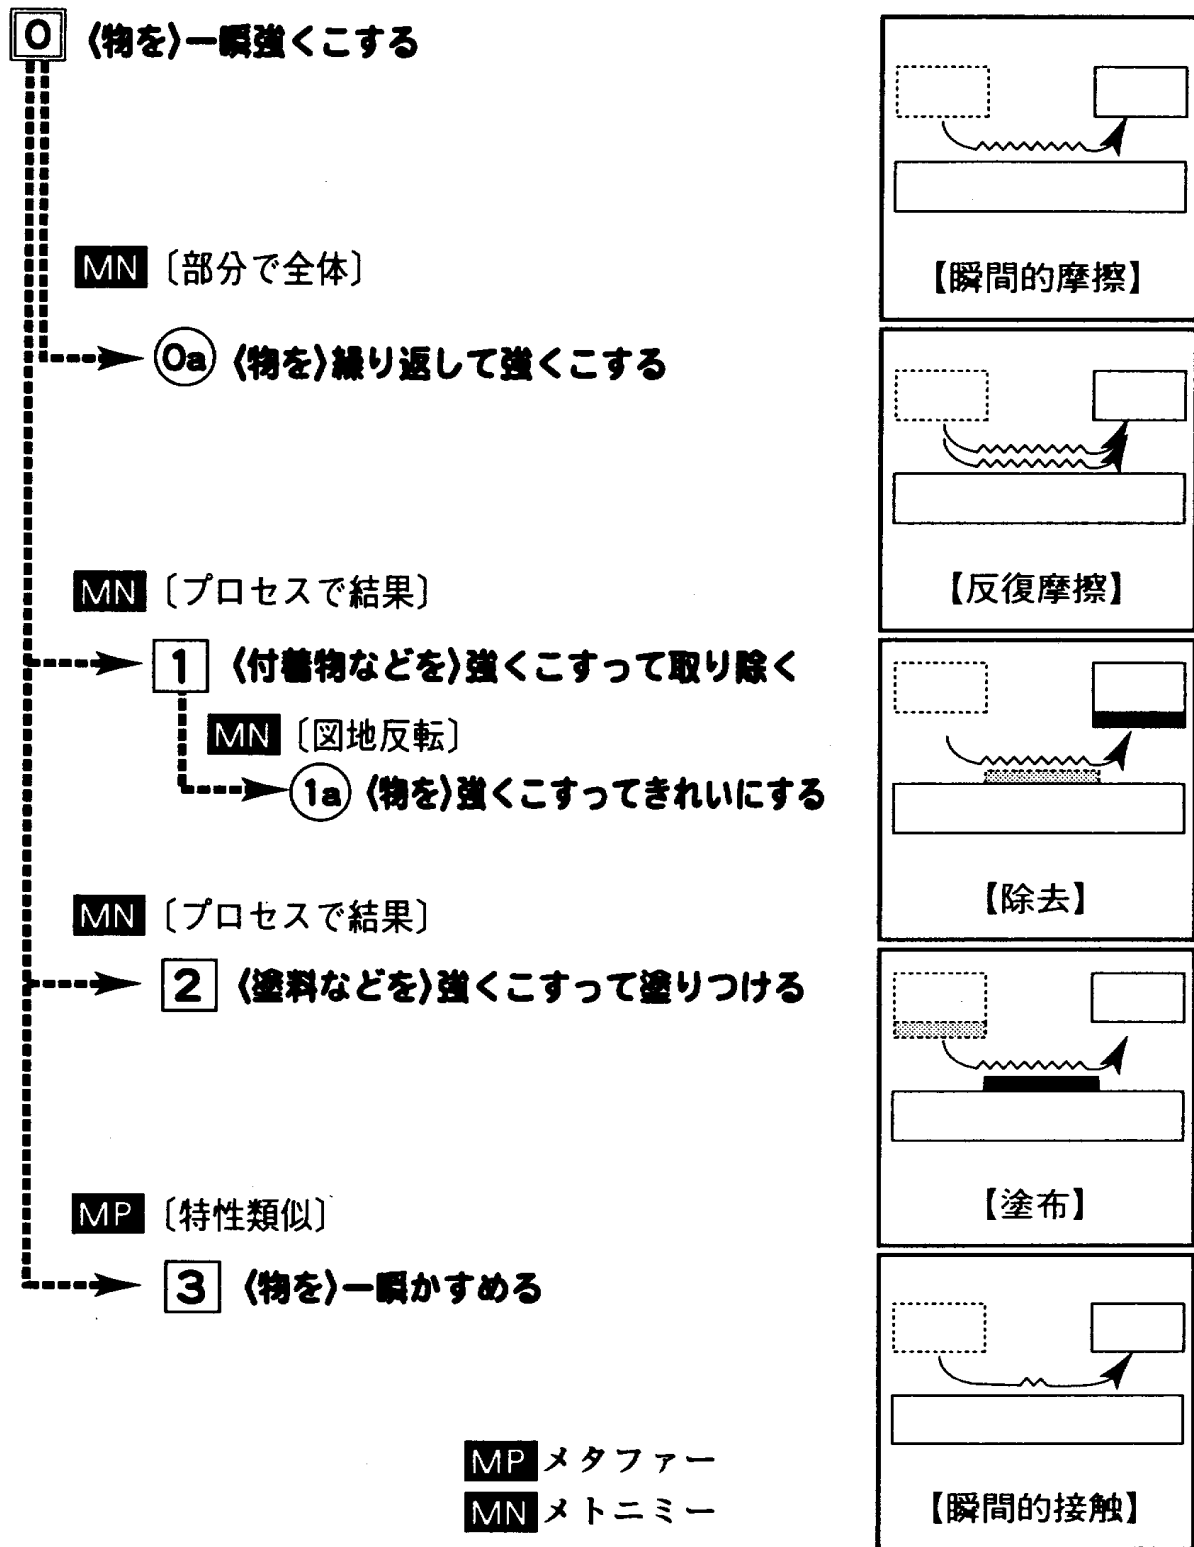 0 〈物を〉一瞬強くこする
MN 〔部分で全体〕
【瞬間的摩擦】
0a 〈物を〉繰り返して強くこする
MN 〔プロセスで結果〕
【反復摩擦】
1 〈付着物などを〉強くこすって取り除く
MN 〔図地反転〕
1a 〈物を〉強くこすってきれいにする
MN 〔プロセスで結果〕
【除去】
2 〈塗料などを〉強くこすって塗りつける
MP 〔特性類似〕
【塗布】
3 〈物を〉一瞬かすめる
MP メタファー
MN メトニミー
【瞬間的接触】